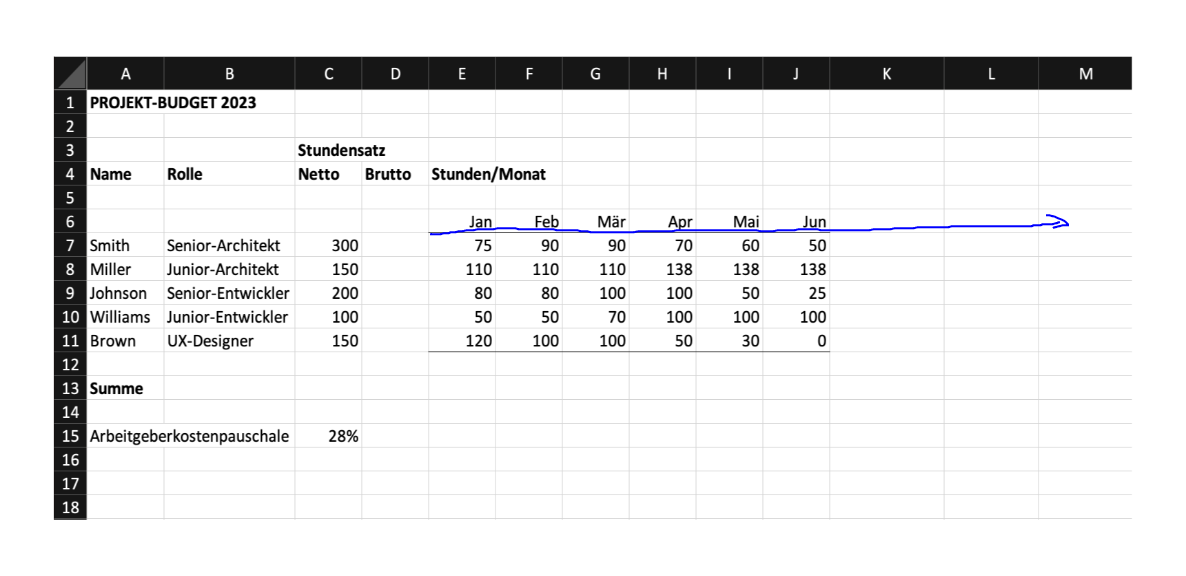 A B C D E F G H I J K L M
1 PROJEKT-BUDGET 2023
2
3 Stundensatz
4 Name Rolle Netto Brutto Stunden/Monat
5
6 Jan Feb Mär Apr Mai Jun
7 Smith Senior-Architekt 300 75 90 90 70 60 50
8 Miller Junior-Architekt 150 110 110 110 138 138 138
9 Johnson Senior-Entwickler 200 80 80 100 100 50 25
10 Williams Junior-Entwickler 100 50 50 70 100 100 100
11 Brown UX-Designer 150 120 100 100 50 30 0
12
13 Summe
14
15 Arbeitgeberkostenpauschale 28%
16
17
18